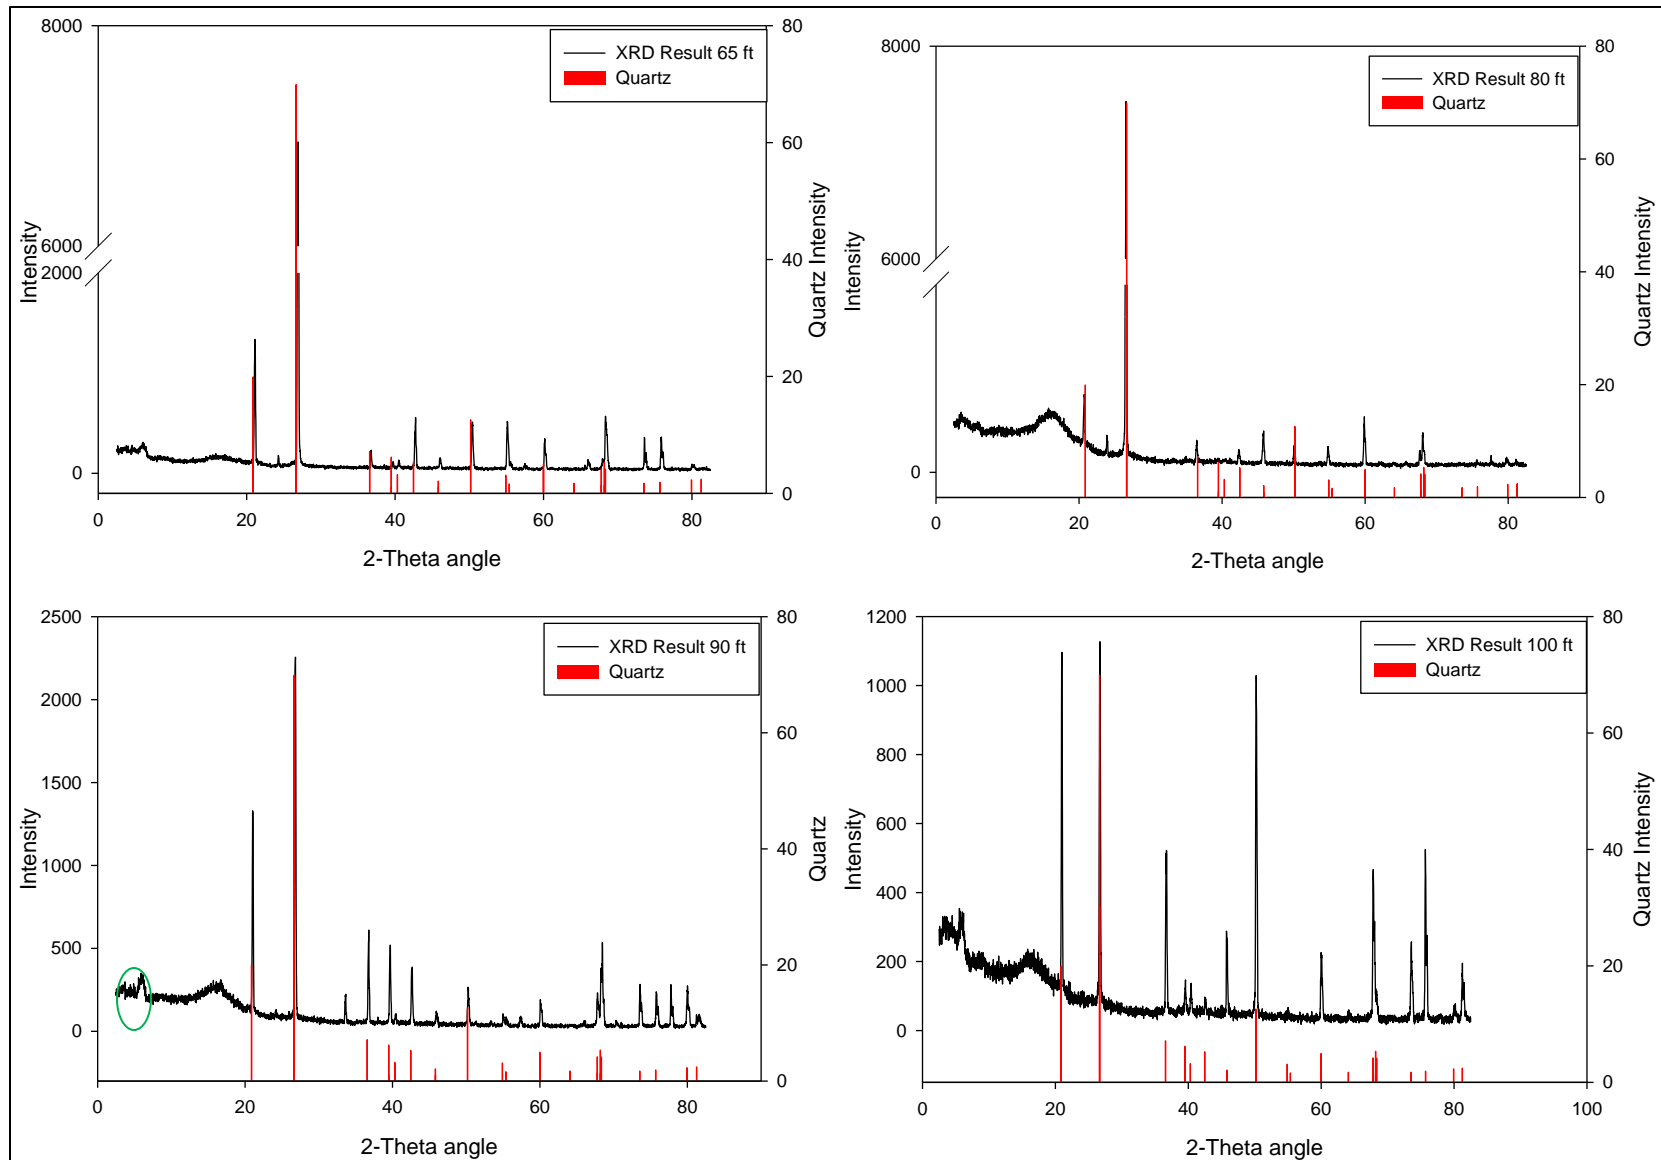 8000
6000
2000
0
Intensity
80
60
40
20
0
Quartz Intensity
XRD Result 65 ft
Quartz
0 20 40 60 80
2-Theta angle
8000
6000
0
Intensity
80
60
40
20
0
Quartz Intensity
XRD Result 80 ft
Quartz
0 20 40 60 80
2-Theta angle
2500
2000
1500
1000
500
0
Intensity
80
60
40
20
0
Quartz
XRD Result 90 ft
Quartz
0 20 40 60 80
2-Theta angle
1200
1000
800
600
400
200
0
Intensity
80
60
40
20
0
Quartz Intensity
XRD Result 100 ft
Quartz
0 20 40 60 80 100
2-Theta angle